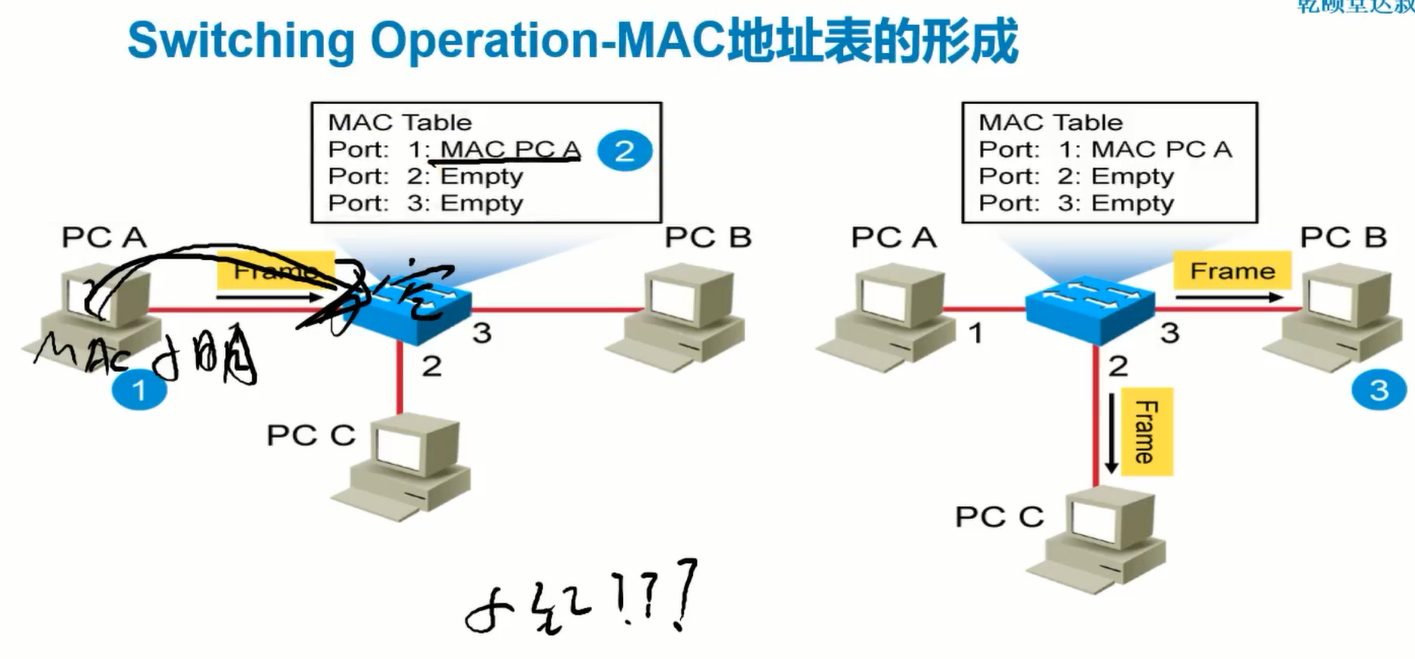 乾颐堂达叔
Switching Operation-MAC地址表的形成
MAC Table
Port: 1: MAC PC A
Port: 2: Empty
Port: 3: Empty
2
PC A
Frame
PC B
3
2
MAC
1
PC C
MAC Table
Port: 1: MAC PC A
Port: 2: Empty
Port: 3: Empty
PC A
PC B
Frame
1
3
2
3
Frame
PC C
???